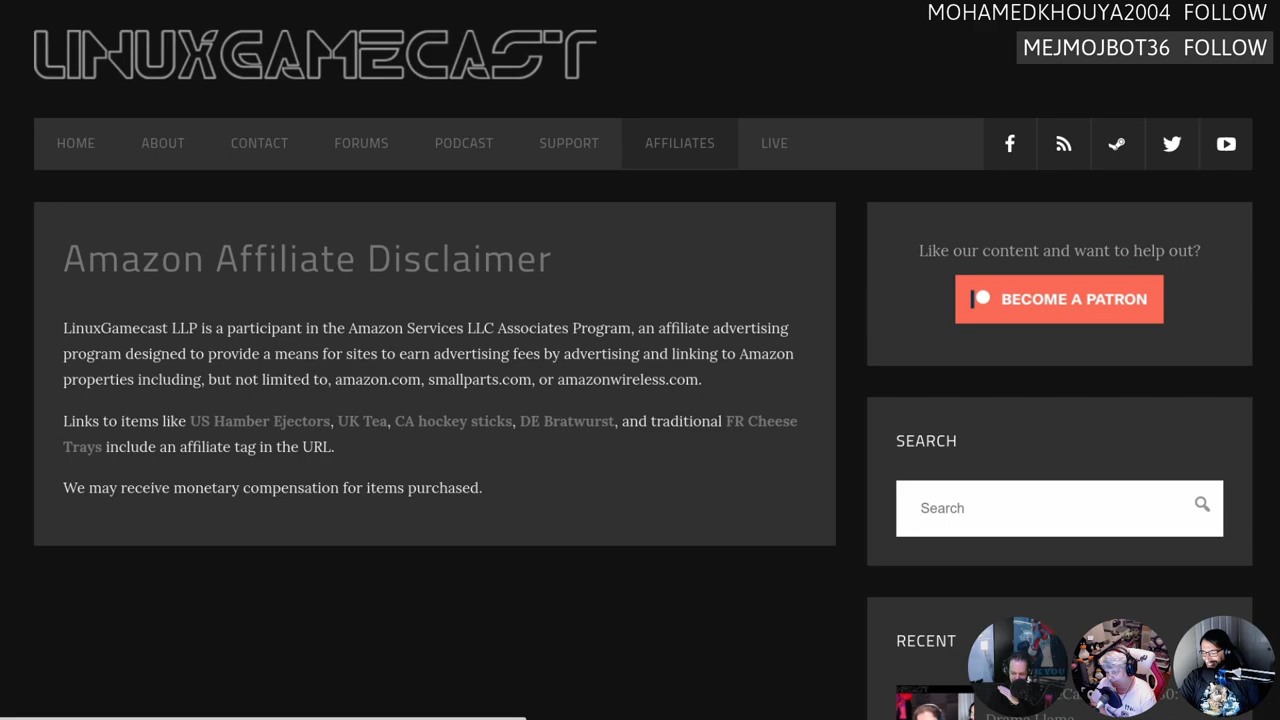 MOHAMEDKHOUYA2004 FOLLOW
MEJMOJBOT36 FOLLOW
LINUXGAMECAST
HOME ABOUT CONTACT FORUMS PODCAST SUPPORT AFFILIATES LIVE
Amazon Affiliate Disclaimer
LinuxGamecast LLP is a participant in the Amazon Services LLC Associates Program, an affiliate advertising
program designed to provide a means for sites to earn advertising fees by advertising and linking to Amazon
properties including, but not limited to, amazon.com, smallparts.com, or amazonwireless.com.
Links to items like US Hamber Ejectors, UK Tea, CA hockey sticks, DE Bratwurst, and traditional FR Cheese
Trays include an affiliate tag in the URL.
We may receive monetary compensation for items purchased.
Like our content and want to help out?
BECOME A PATRON
SEARCH
Search
RECENT
Drama Llama